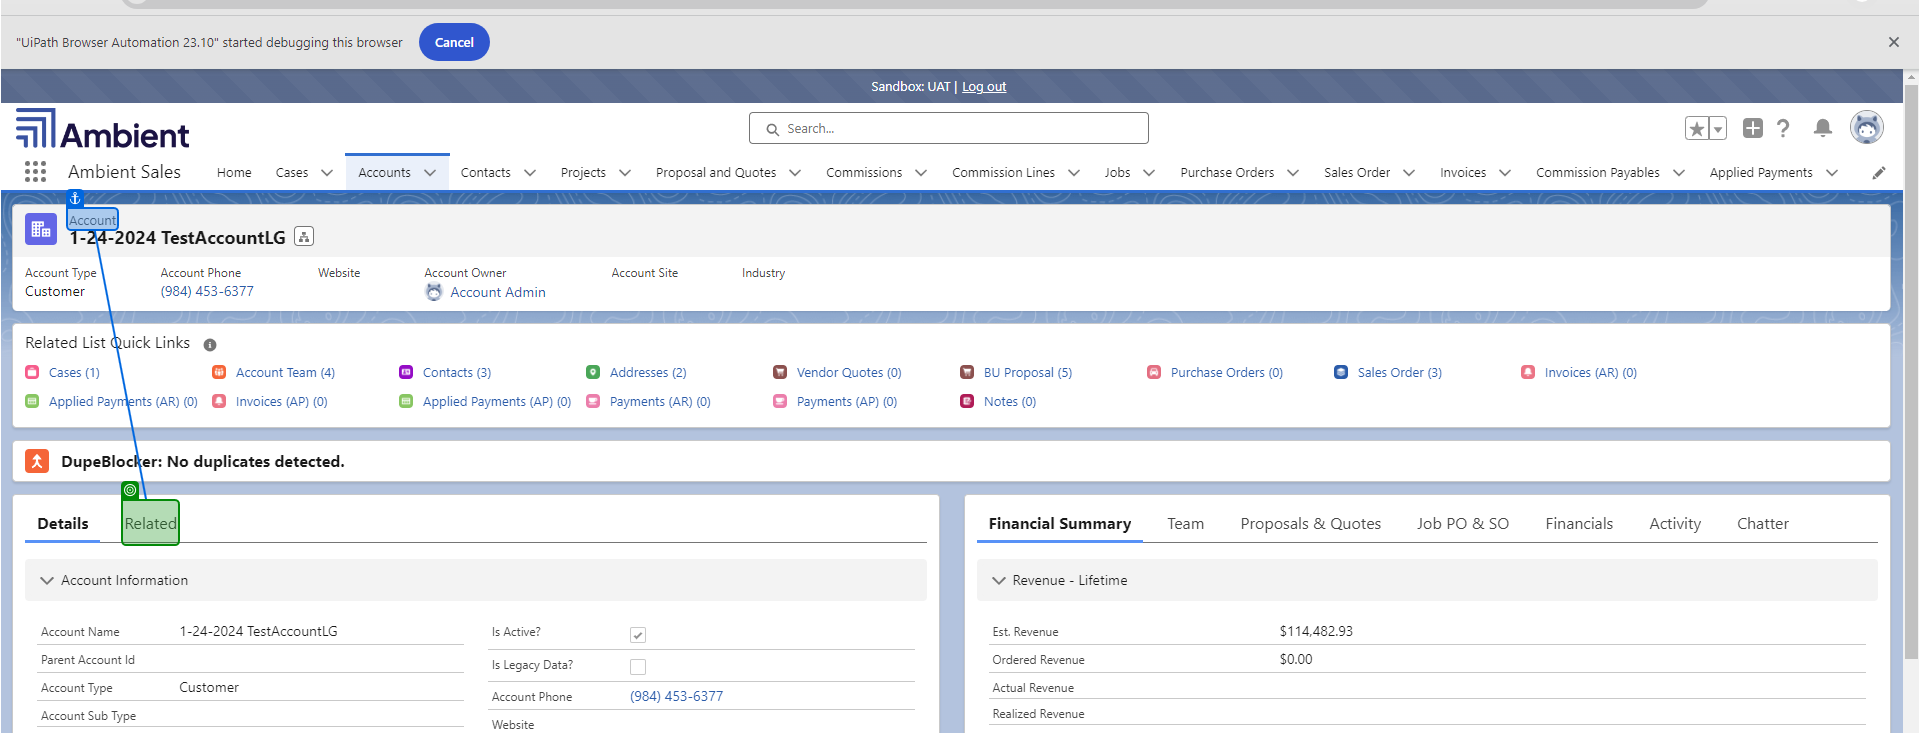 "UiPath Browser Automation 23.10" started debugging this browser Cancel
Sandbox: UAT | Log out
Ambient
Search...
Ambient Sales Home Cases Accounts Contacts Projects Proposal and Quotes Commissions Commission Lines Jobs Purchase Orders Sales Order Invoices Commission Payables Applied Payments
Account
1-24-2024 TestAccountLG
Account Type Account Phone Website Account Owner Account Site Industry
Customer (984) 453-6377 Account Admin
Related List Quick Links
Cases (1) Account Team (4) Contacts (3) Addresses (2) Vendor Quotes (0) BU Proposal (5) Purchase Orders (0) Sales Order (3) Invoices (AR) (0)
Applied Payments (AR) (0) Invoices (AP) (0) Applied Payments (AP) (0) Payments (AR) (0) Payments (AP) (0) Notes (0)
DupeBlocker: No duplicates detected.
Details Related
Financial Summary Team Proposals & Quotes Job PO & SO Financials Activity Chatter
Account Information
Revenue - Lifetime
Account Name 1-24-2024 TestAccountLG
Is Active?
Est. Revenue $114,482.93
Parent Account Id
Is Legacy Data?
Ordered Revenue $0.00
Account Type Customer
Account Phone (984) 453-6377
Actual Revenue
Account Sub Type
Website
Realized Revenue